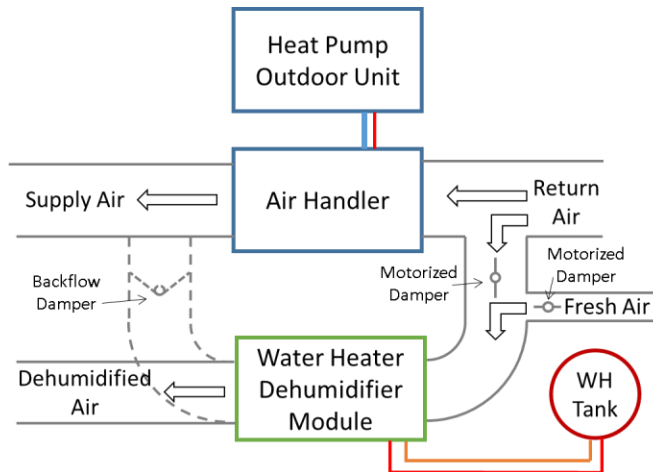 Heat Pump
Outdoor Unit
Supply Air
Air Handler
Return
Air
Backflow
Damper
Motorized
Damper
Motorized
Damper
Fresh Air
Dehumidified
Air
Water Heater
Dehumidifier
Module
WH
Tank